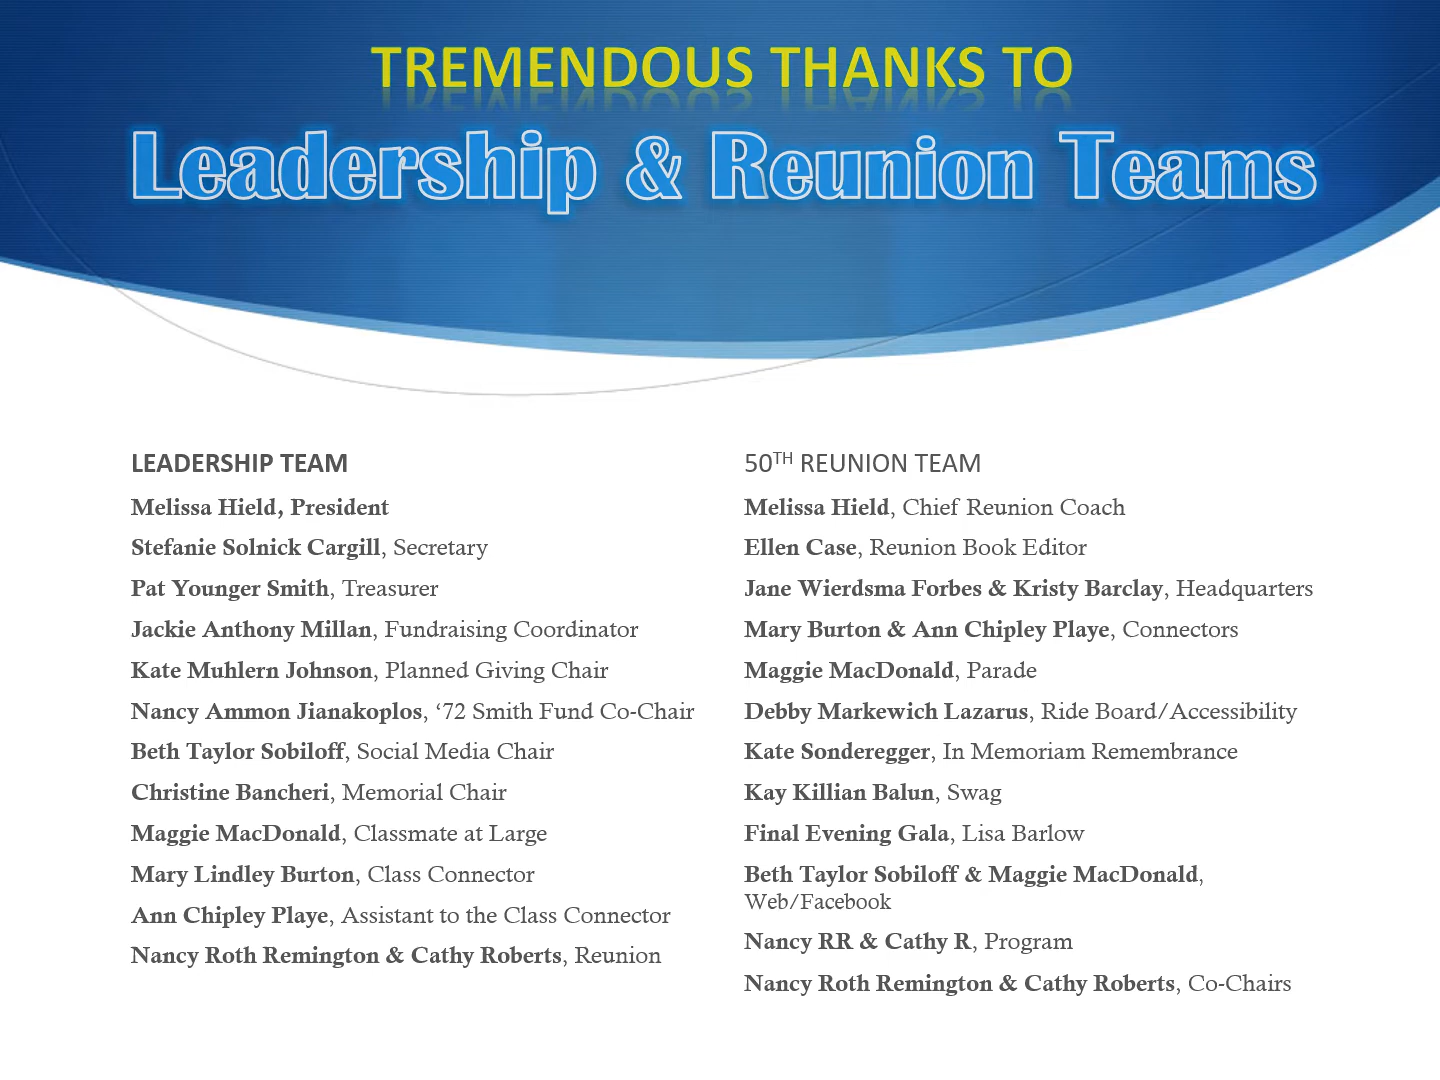 TREMENDOUS THANKS TO
Leadership & Reunion Teams
LEADERSHIP TEAM
Melissa Hield, President
Stefanie Solnick Cargill, Secretary
Pat Younger Smith, Treasurer
Jackie Anthony Millan, Fundraising Coordinator
Kate Muhlern Johnson, Planned Giving Chair
Nancy Ammon Jianakoplos, ‘72 Smith Fund Co-Chair
Beth Taylor Sobiloff, Social Media Chair
Christine Bancheri, Memorial Chair
Maggie MacDonald, Classmate at Large
Mary Lindley Burton, Class Connector
Ann Chipley Playe, Assistant to the Class Connector
Nancy Roth Remington & Cathy Roberts, Reunion
50TH REUNION TEAM
Melissa Hield, Chief Reunion Coach
Ellen Case, Reunion Book Editor
Jane Wierdsma Forbes & Kristy Barclay, Headquarters
Mary Burton & Ann Chipley Playe, Connectors
Maggie MacDonald, Parade
Debby Markewich Lazarus, Ride Board/Accessibility
Kate Sonderegger, In Memoriam Remembrance
Kay Killian Balun, Swag
Final Evening Gala, Lisa Barlow
Beth Taylor Sobiloff & Maggie MacDonald,
Web/Facebook
Nancy RR & Cathy R, Program
Nancy Roth Remington & Cathy Roberts, Co-Chairs